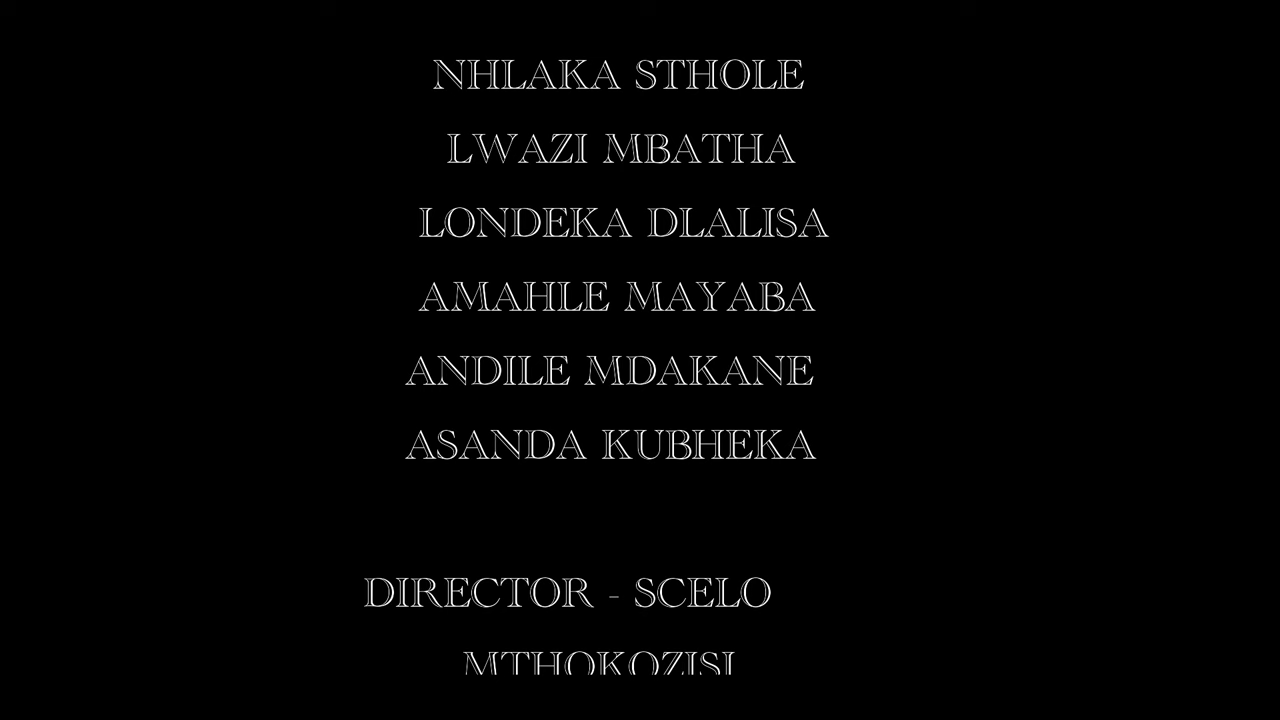 NHLAKA STHOLE
LWAZI MBATHA
LONDEKA DLALISA
AMAHLE MAYABA
ANDILE MDAKANE
ASANDA KUBHEKA
DIRECTOR - SCELO
MTHOKOZISI